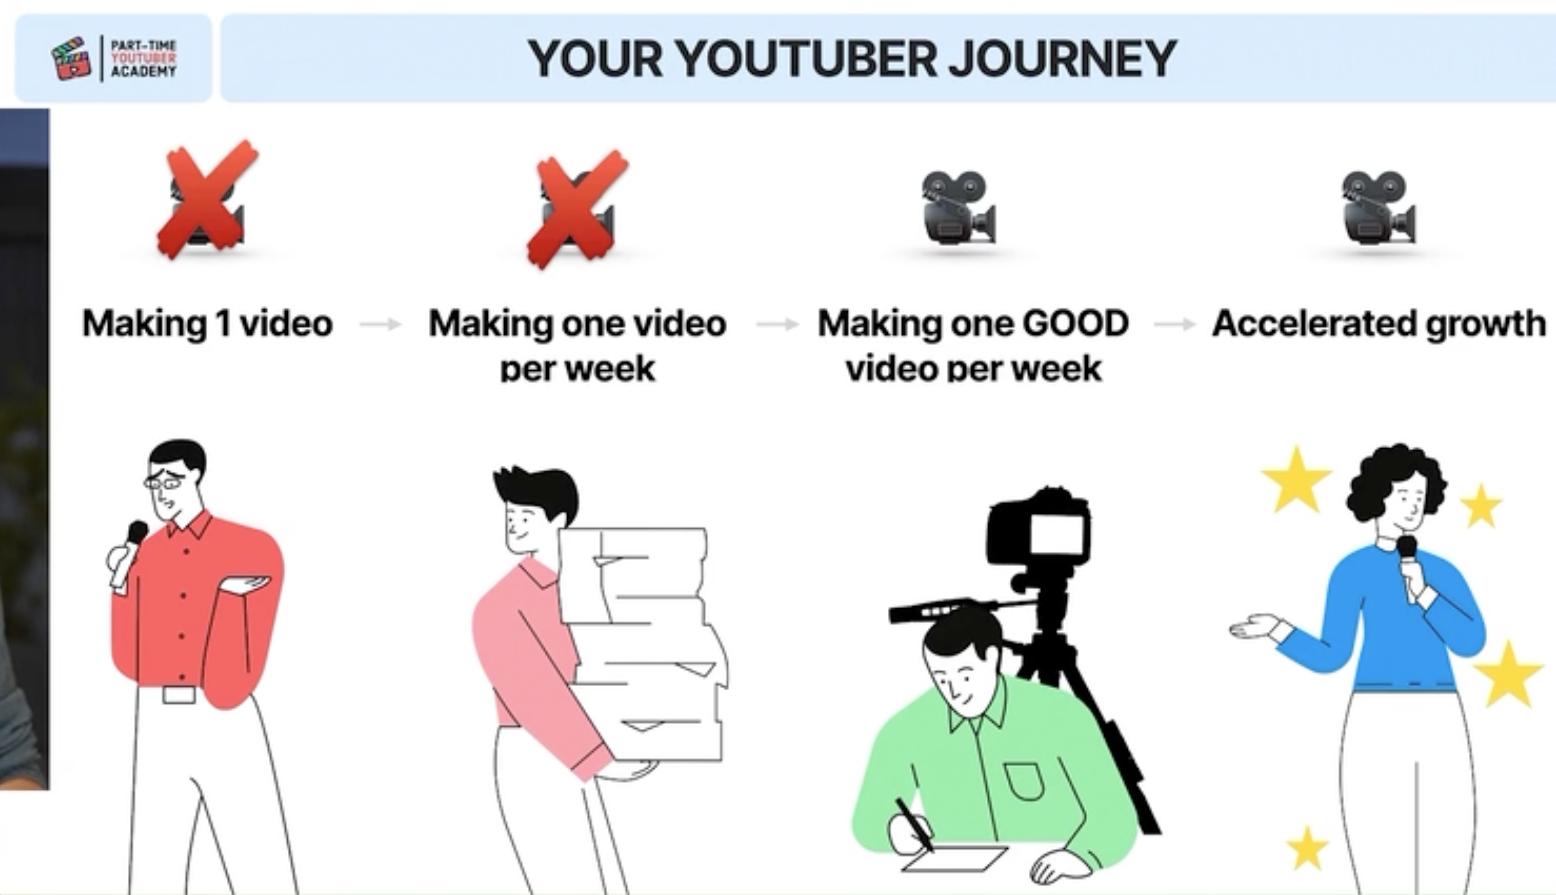 PART-TIME
YOUTUBER
ACADEMY
YOUR YOUTUBER JOURNEY
Making 1 video
Making one video
per week
Making one GOOD
video per week
Accelerated growth